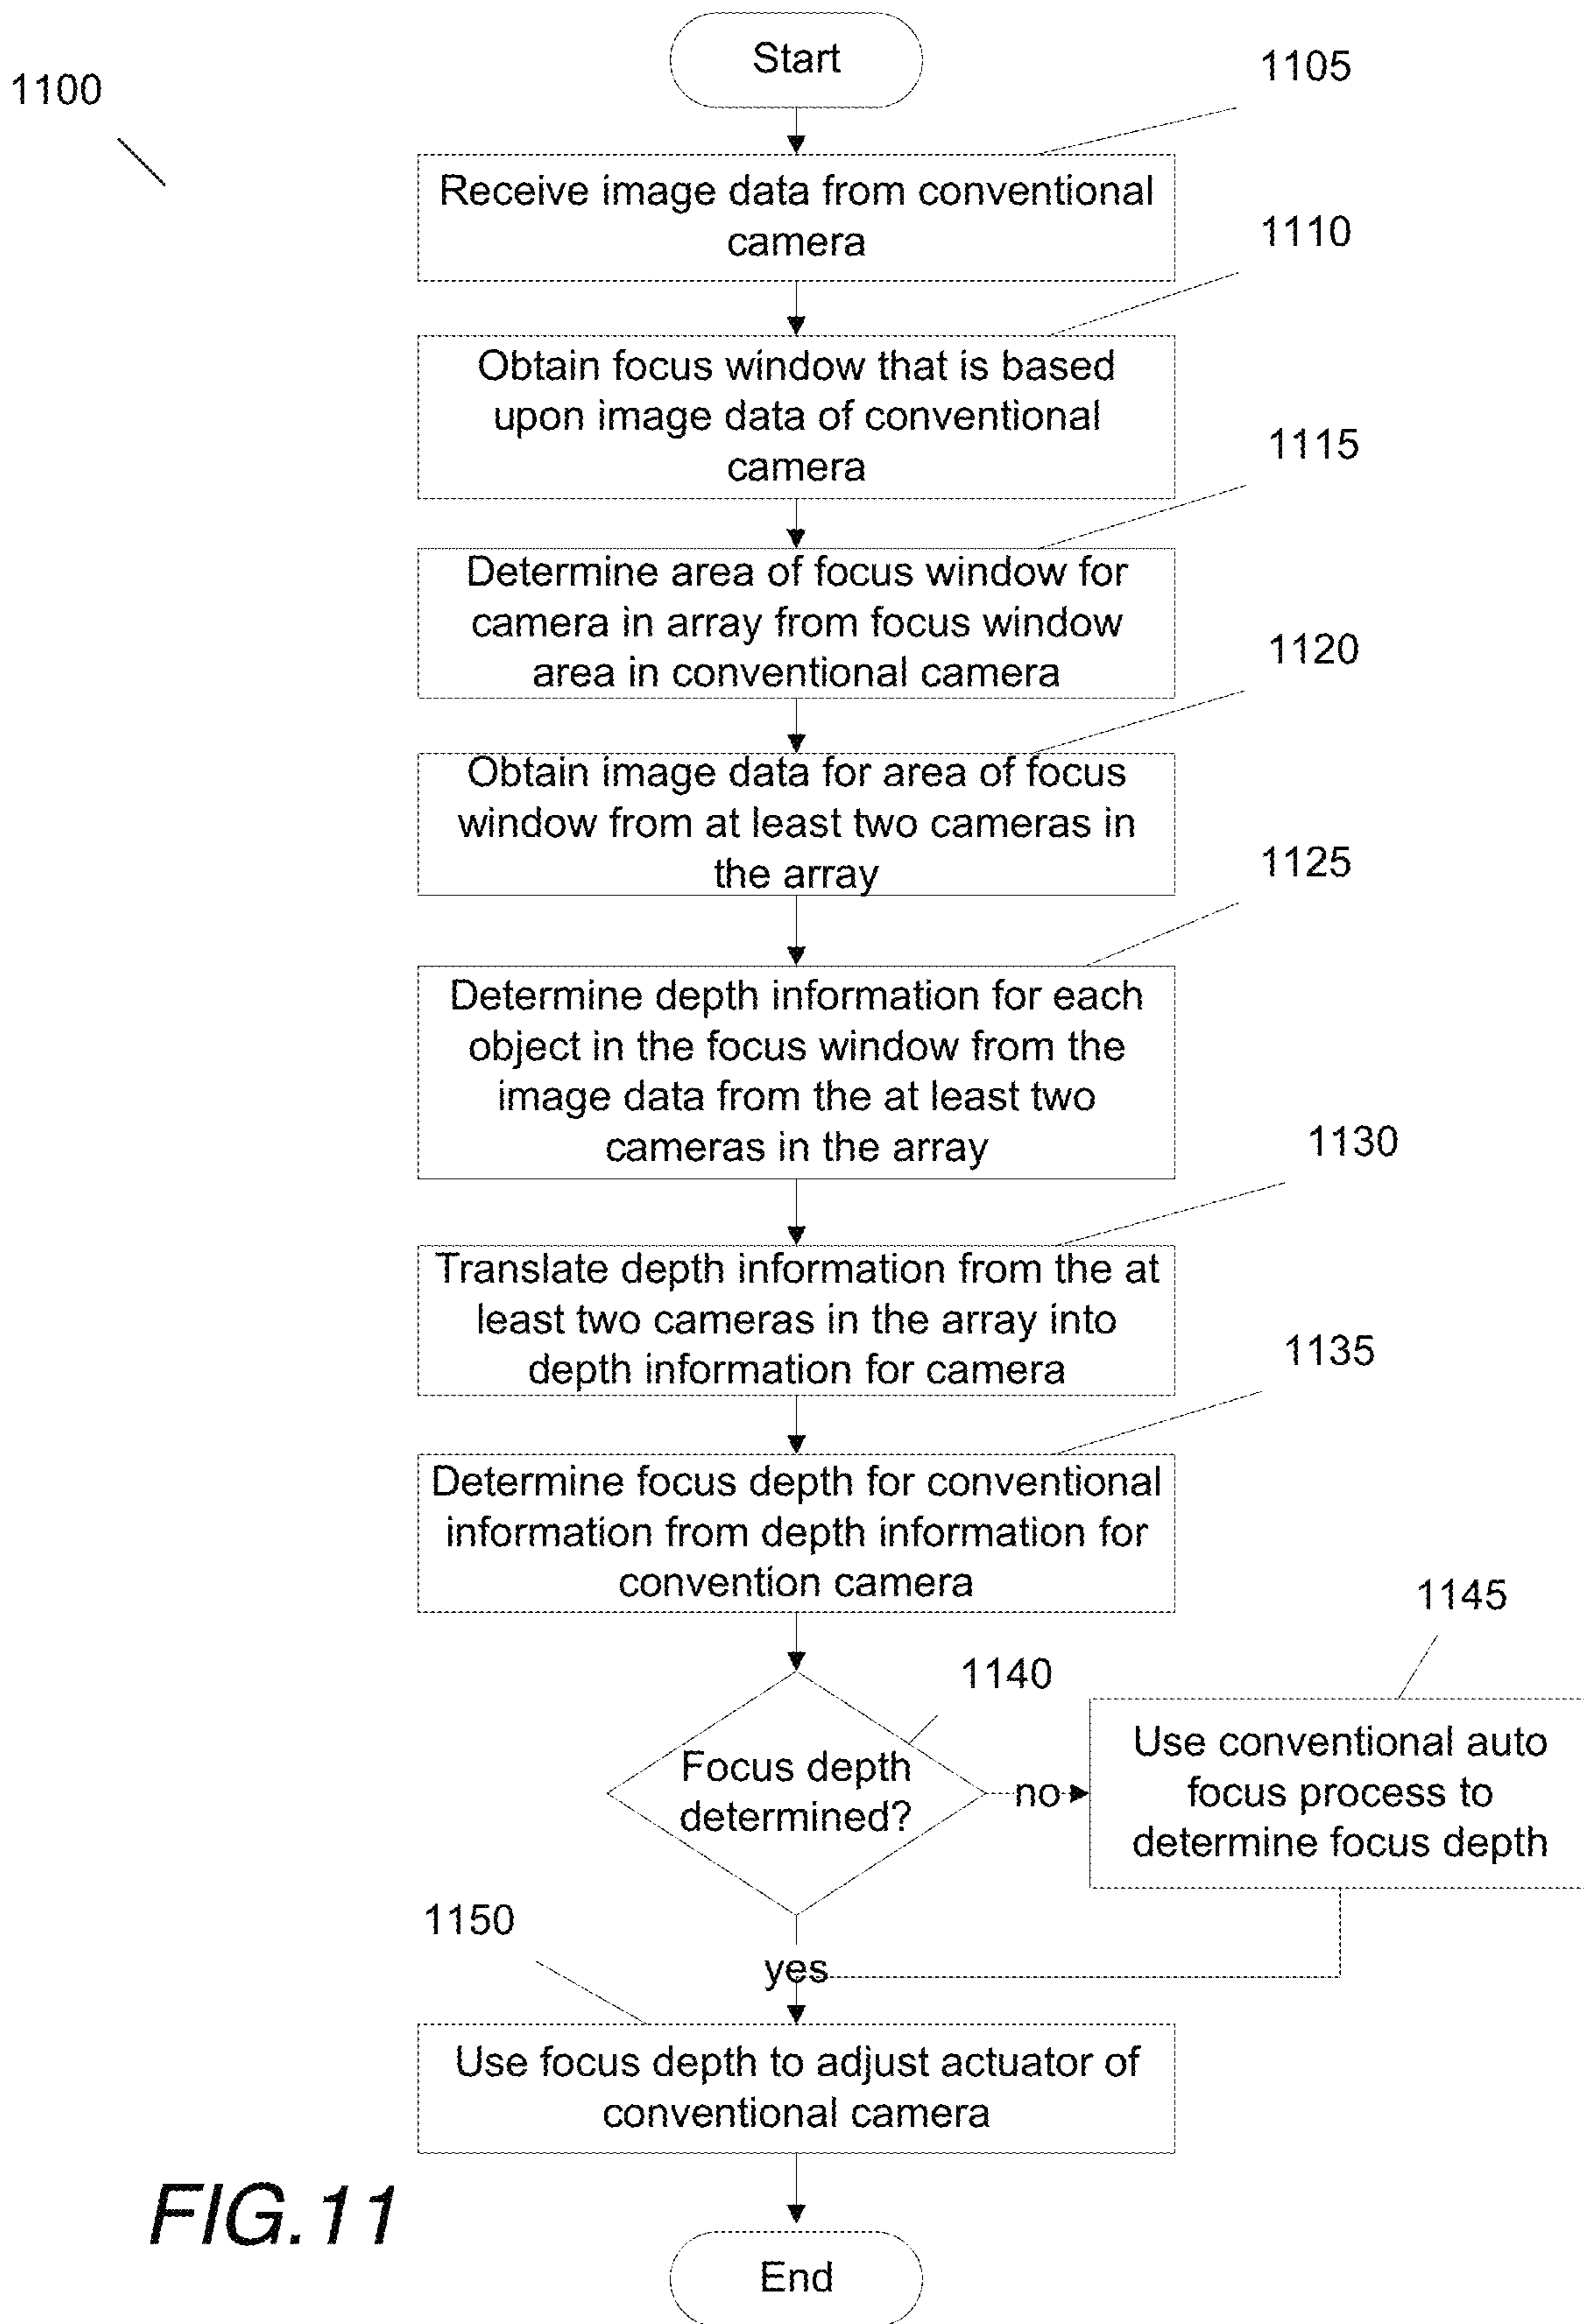 Start
1100
1105
Receive image data from conventional
camera
1110
Obtain focus window that is based
upon image data of conventional
camera
1115
Determine area of focus window for
camera in array from focus window
area in conventional camera
1120
Obtain image data for area of focus
window from at least two cameras in
the array
1125
Determine depth information for each
object in the focus window from the
image data from the at least two
cameras in the array
1130
Translate depth information from the at
least two cameras in the array into
depth information for camera
1135
Determine focus depth for conventional
information from depth information for
convention camera
1140
Focus depth
determined?
no
1145
Use conventional auto
focus process to
determine focus depth
yes
1150
Use focus depth to adjust actuator of
conventional camera
End
FIG.11